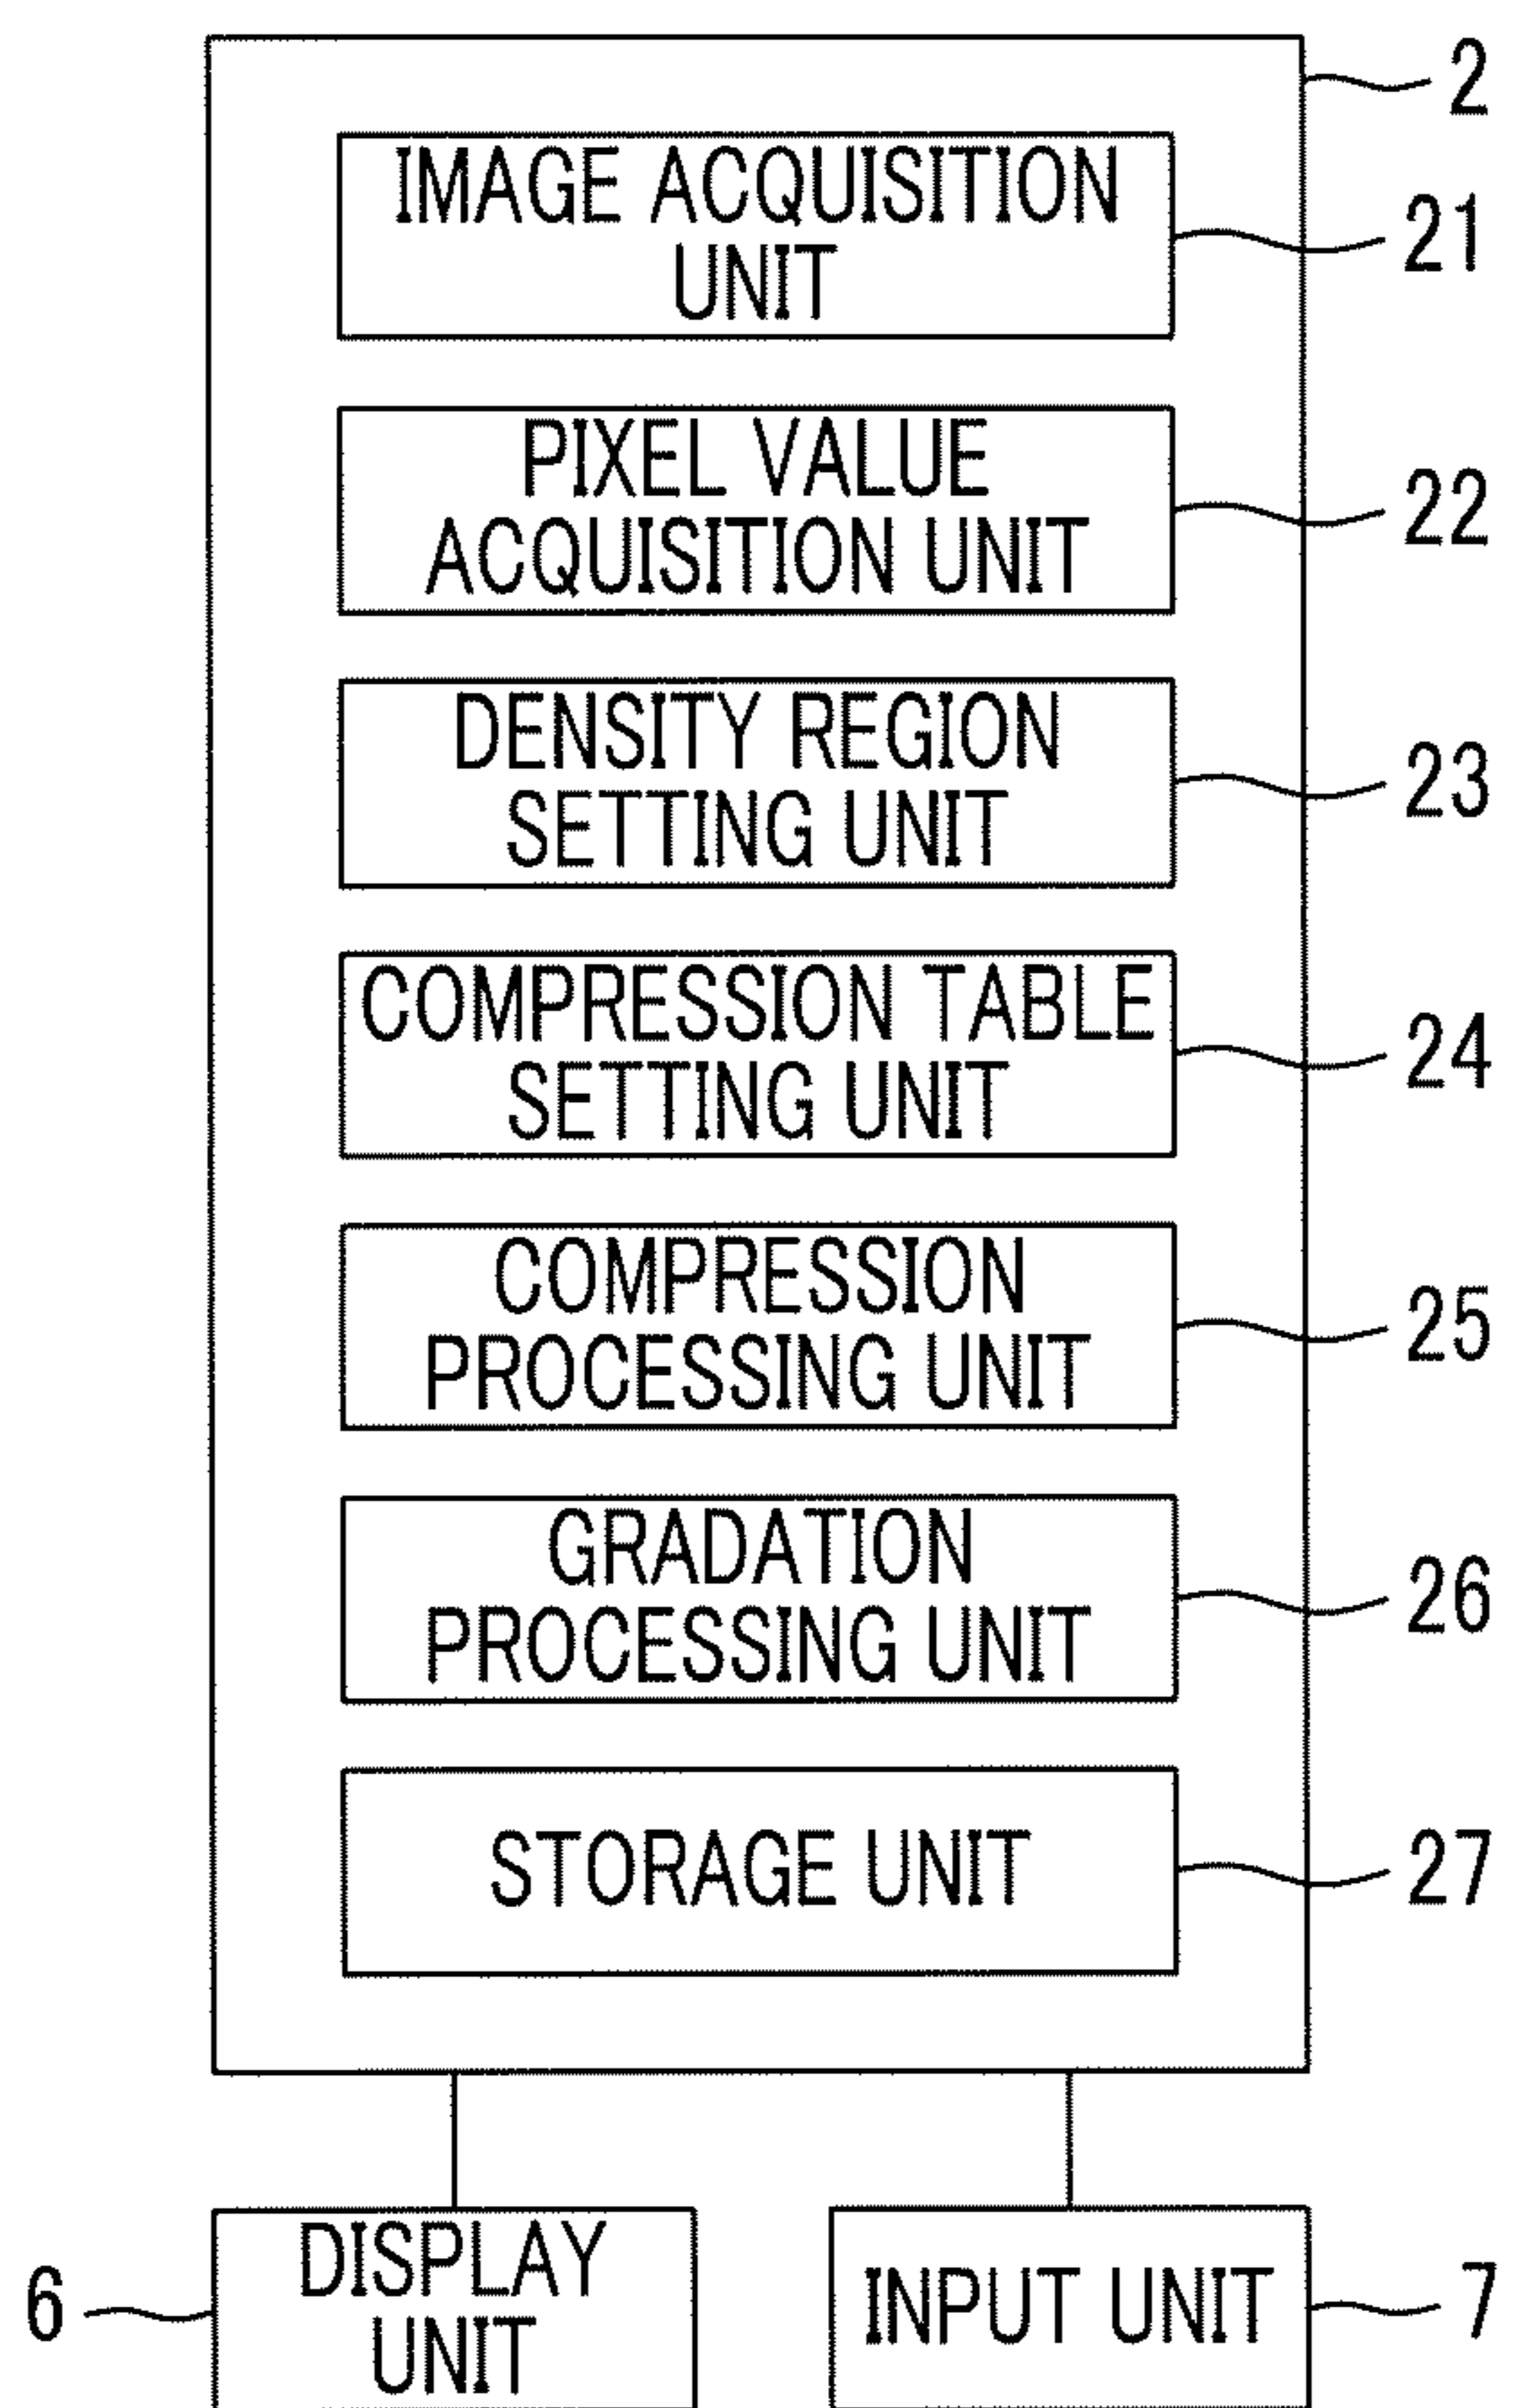 2
IMAGE ACQUISITION
UNIT
21
PIXEL VALUE
ACQUISITION UNIT
22
DENSITY REGION
SETTING UNIT
23
COMPRESSION TABLE
SETTING UNIT
24
COMPRESSION
PROCESSING UNIT
25
GRADATION
PROCESSING UNIT
26
STORAGE UNIT
27
6
DISPLAY
UNIT
INPUT UNIT
7